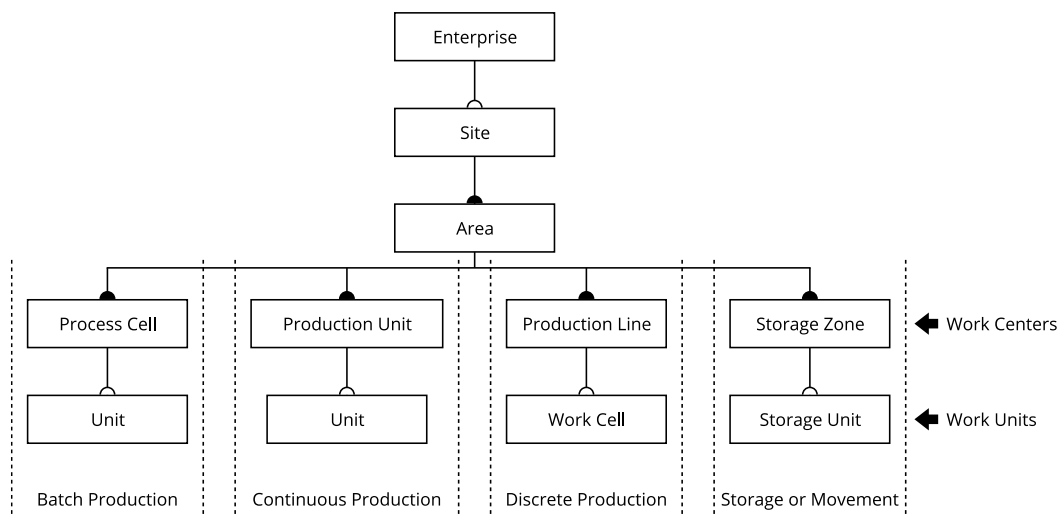 Enterprise
Site
Area
Process Cell
Production Unit
Production Line
Storage Zone
Work Centers
Unit
Unit
Work Cell
Storage Unit
Work Units
Batch Production
Continuous Production
Discrete Production
Storage or Movement